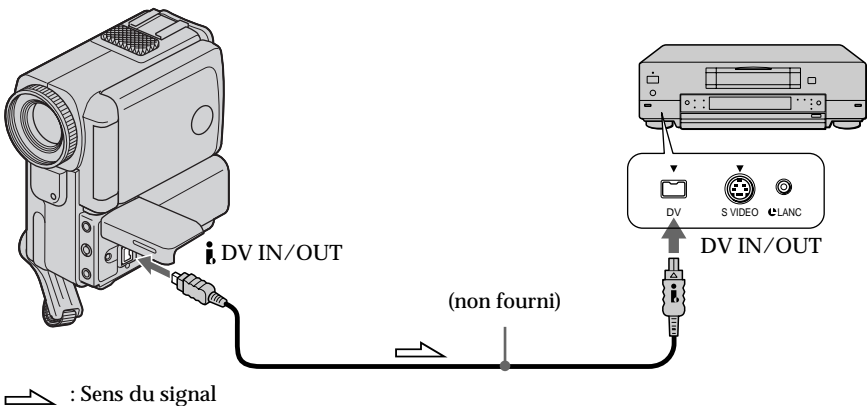 DV S VIDEO LANC
i DV IN/OUT
DV IN/OUT
(non fourni)
i
: Sens du signal